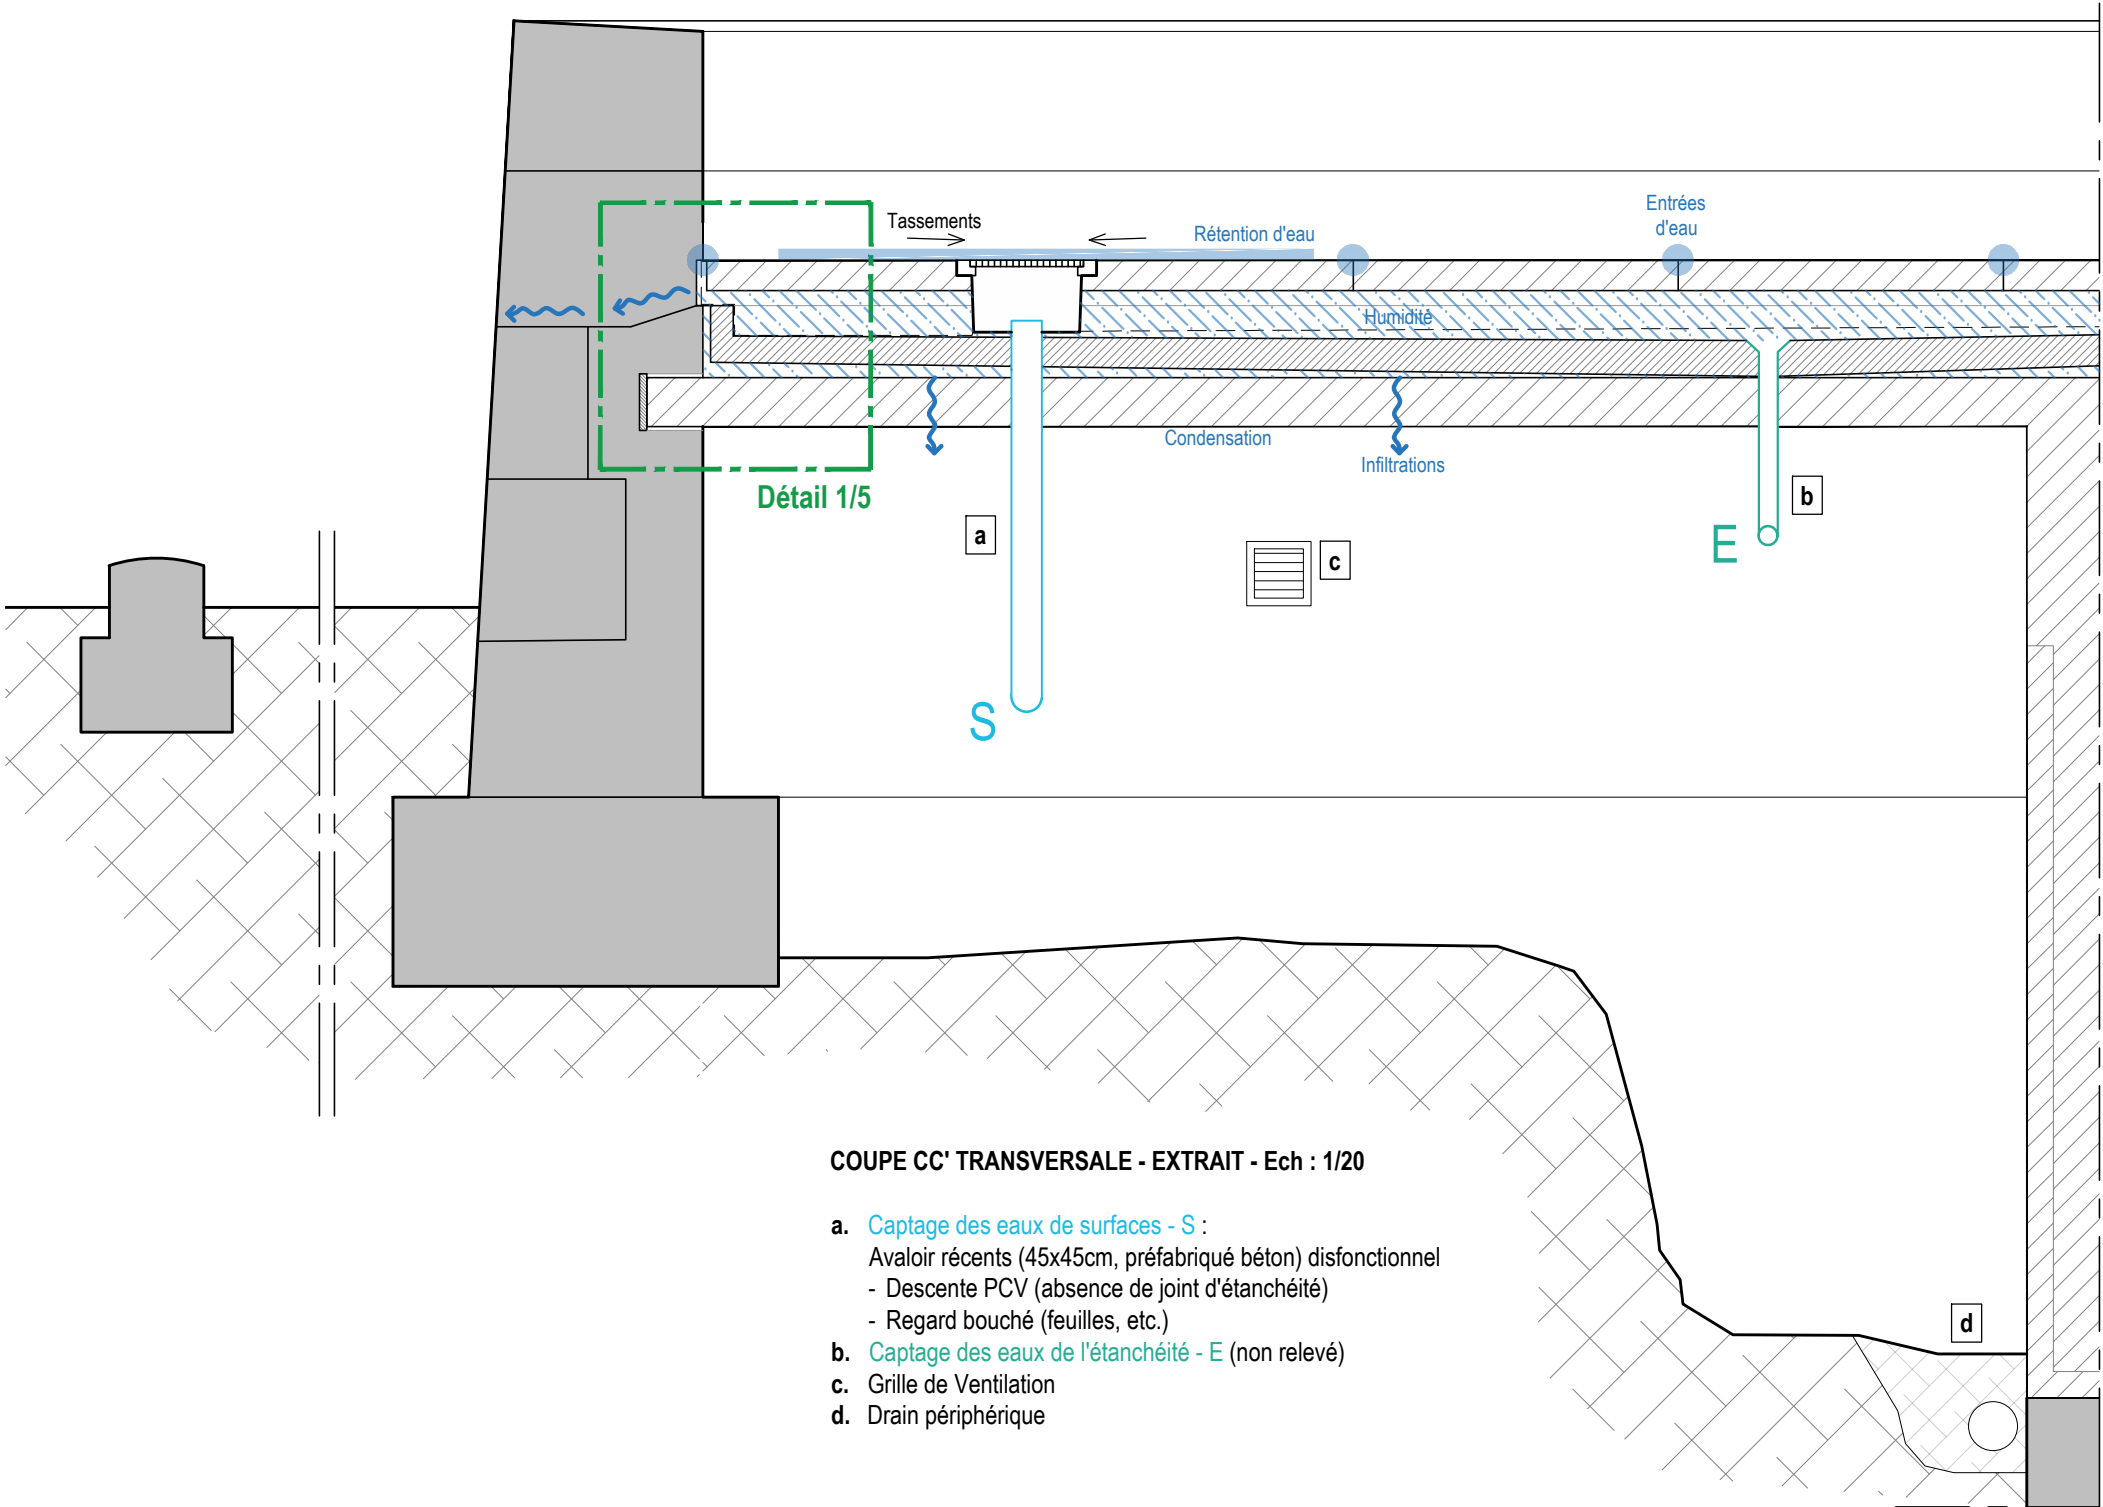 Entrées
d'eau
Tassements
Rétention d'eau
Humidité
Condensation
Infiltrations
Détail 1/5
b
a
E
c
S
COUPE CC' TRANSVERSALE - EXTRAIT - Ech : 1/20
a. Captage des eaux de surfaces - S :
Avaloir récents (45x45cm, préfabriqué béton) disfonctionnel
- Descente PCV (absence de joint d'étanchéité)
- Regard bouché (feuilles, etc.)
d
b. Captage des eaux de l'étanchéité - E (non relevé)
c. Grille de Ventilation
d. Drain périphérique